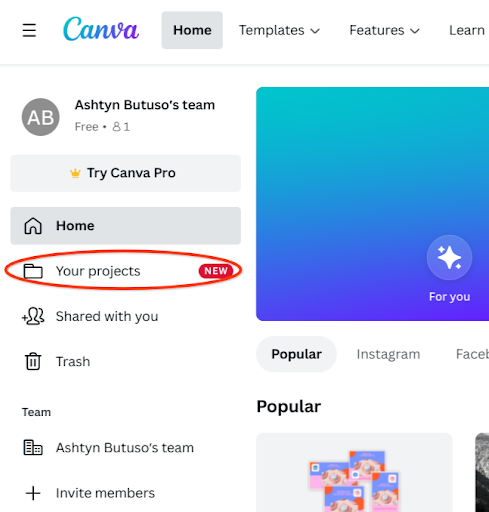 Canva
Home
Templates
Features
Learn
AB
Ashtyn Butuso's team
Free • 1
Try Canva Pro
Home
Your projects
NEW
Shared with you
Trash
Team
Ashtyn Butuso's team
Invite members
For you
Popular
Instagram
Faceb
Popular